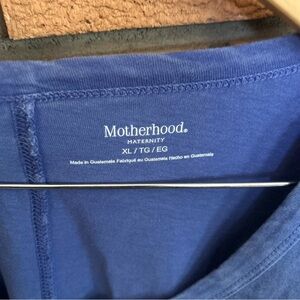 Motherhood®
MATERNITY
XL / TG / EG
Made in Guatemala Fabriqué au Guatemala Hecho en Guatemala